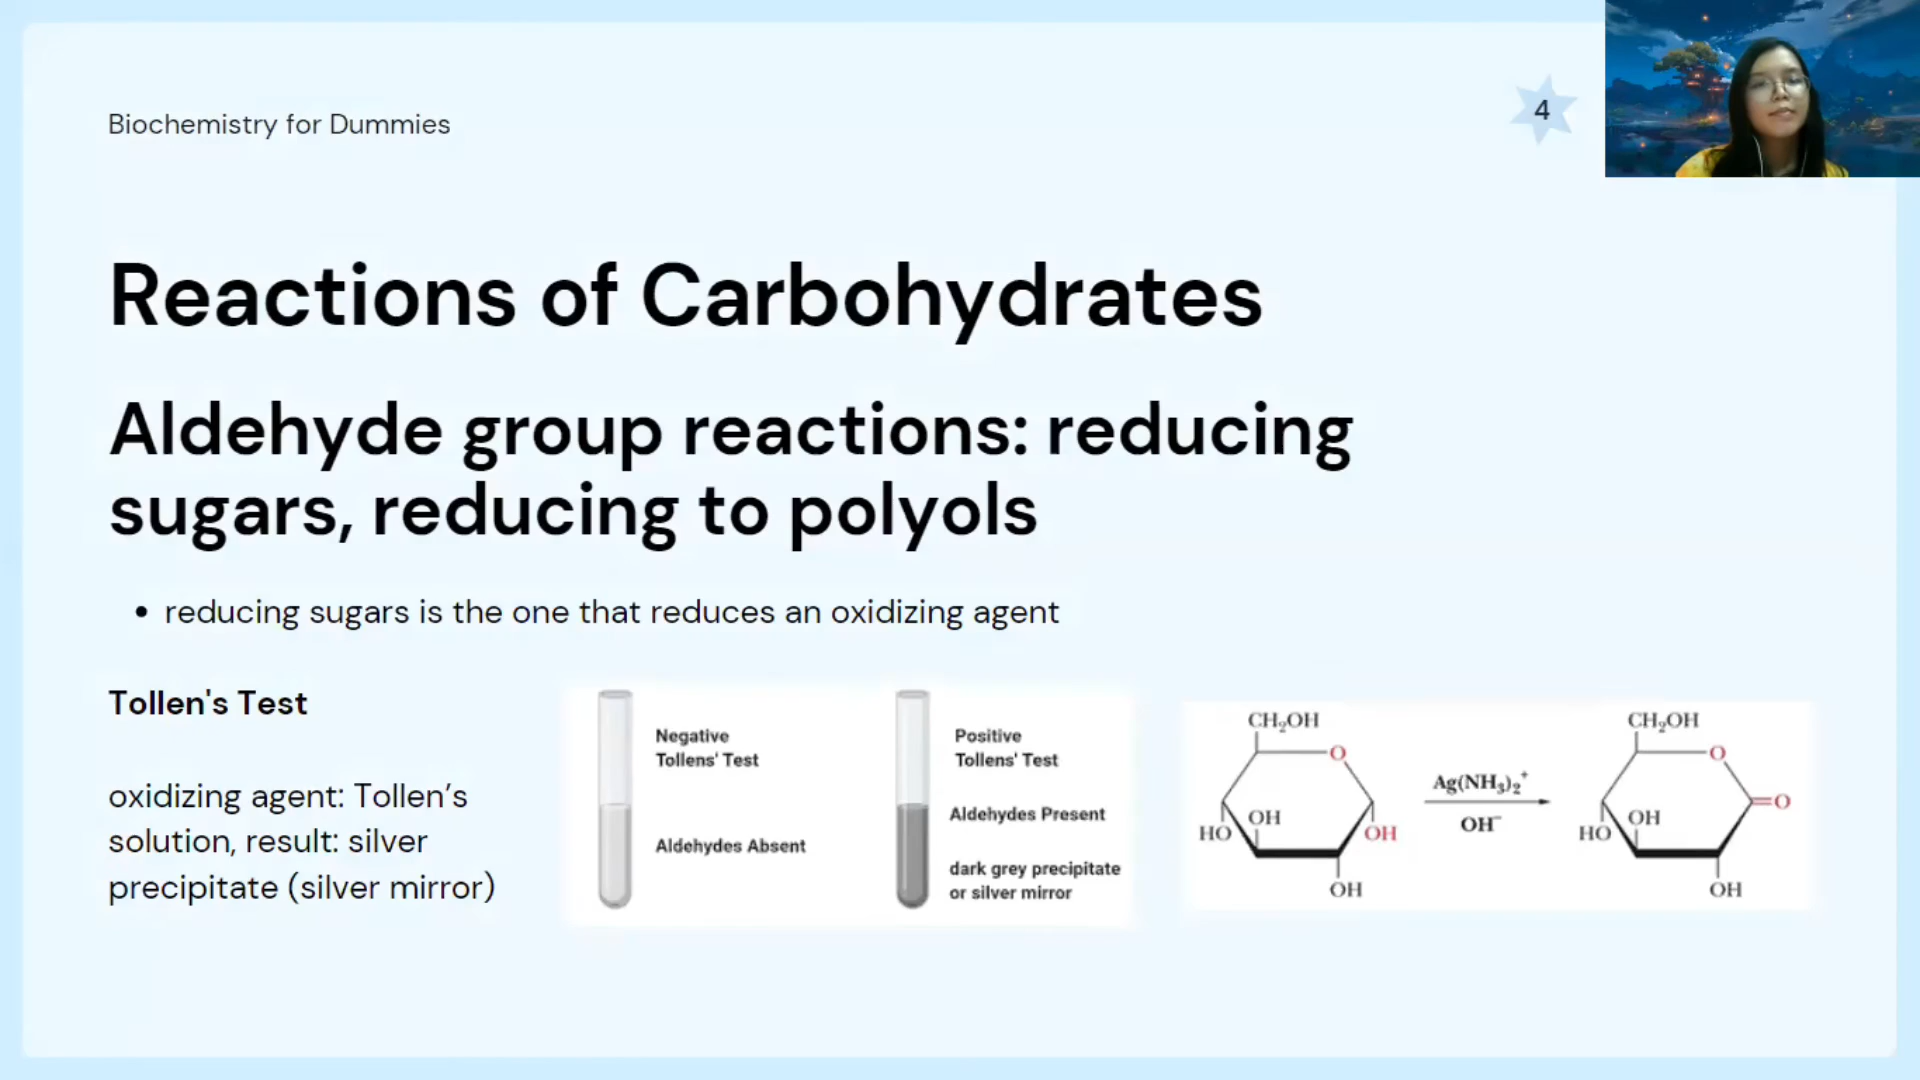 Biochemistry for Dummies
4
Reactions of Carbohydrates
Aldehyde group reactions: reducing
sugars, reducing to polyols
• reducing sugars is the one that reduces an oxidizing agent
Tollen's Test
oxidizing agent: Tollen’s
solution, result: silver
precipitate (silver mirror)
Negative
Tollens' Test
Aldehydes Absent
Positive
Tollens' Test
Aldehydes Present
dark grey precipitate
or silver mirror
CH₂OH
O
OH
HO
OH
OH
Ag(NH₃)₂⁺
OH⁻
CH₂OH
O
=O
OH
HO
OH